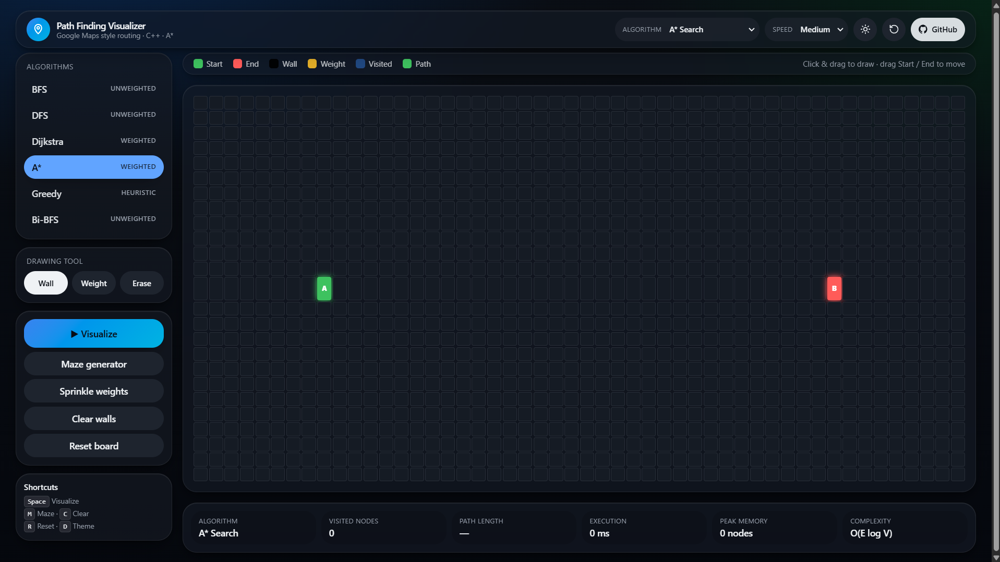 Path Finding Visualizer
Google Maps style routing · C++ · A*
ALGORITHM A* Search
SPEED Medium
GitHub
ALGORITHMS
BFS UNWEIGHTED
DFS UNWEIGHTED
Dijkstra WEIGHTED
A* WEIGHTED
Greedy HEURISTIC
Bi-BFS UNWEIGHTED
DRAWING TOOL
Wall Weight Erase
▶ Visualize
Maze generator
Sprinkle weights
Clear walls
Reset board
Shortcuts
Space Visualize
M Maze · C Clear
R Reset · D Theme
Start End Wall Weight Visited Path
Click & drag to draw · drag Start / End to move
A
B
ALGORITHM
A* Search
VISITED NODES
0
PATH LENGTH
—
EXECUTION
0 ms
PEAK MEMORY
0 nodes
COMPLEXITY
O(E log V)